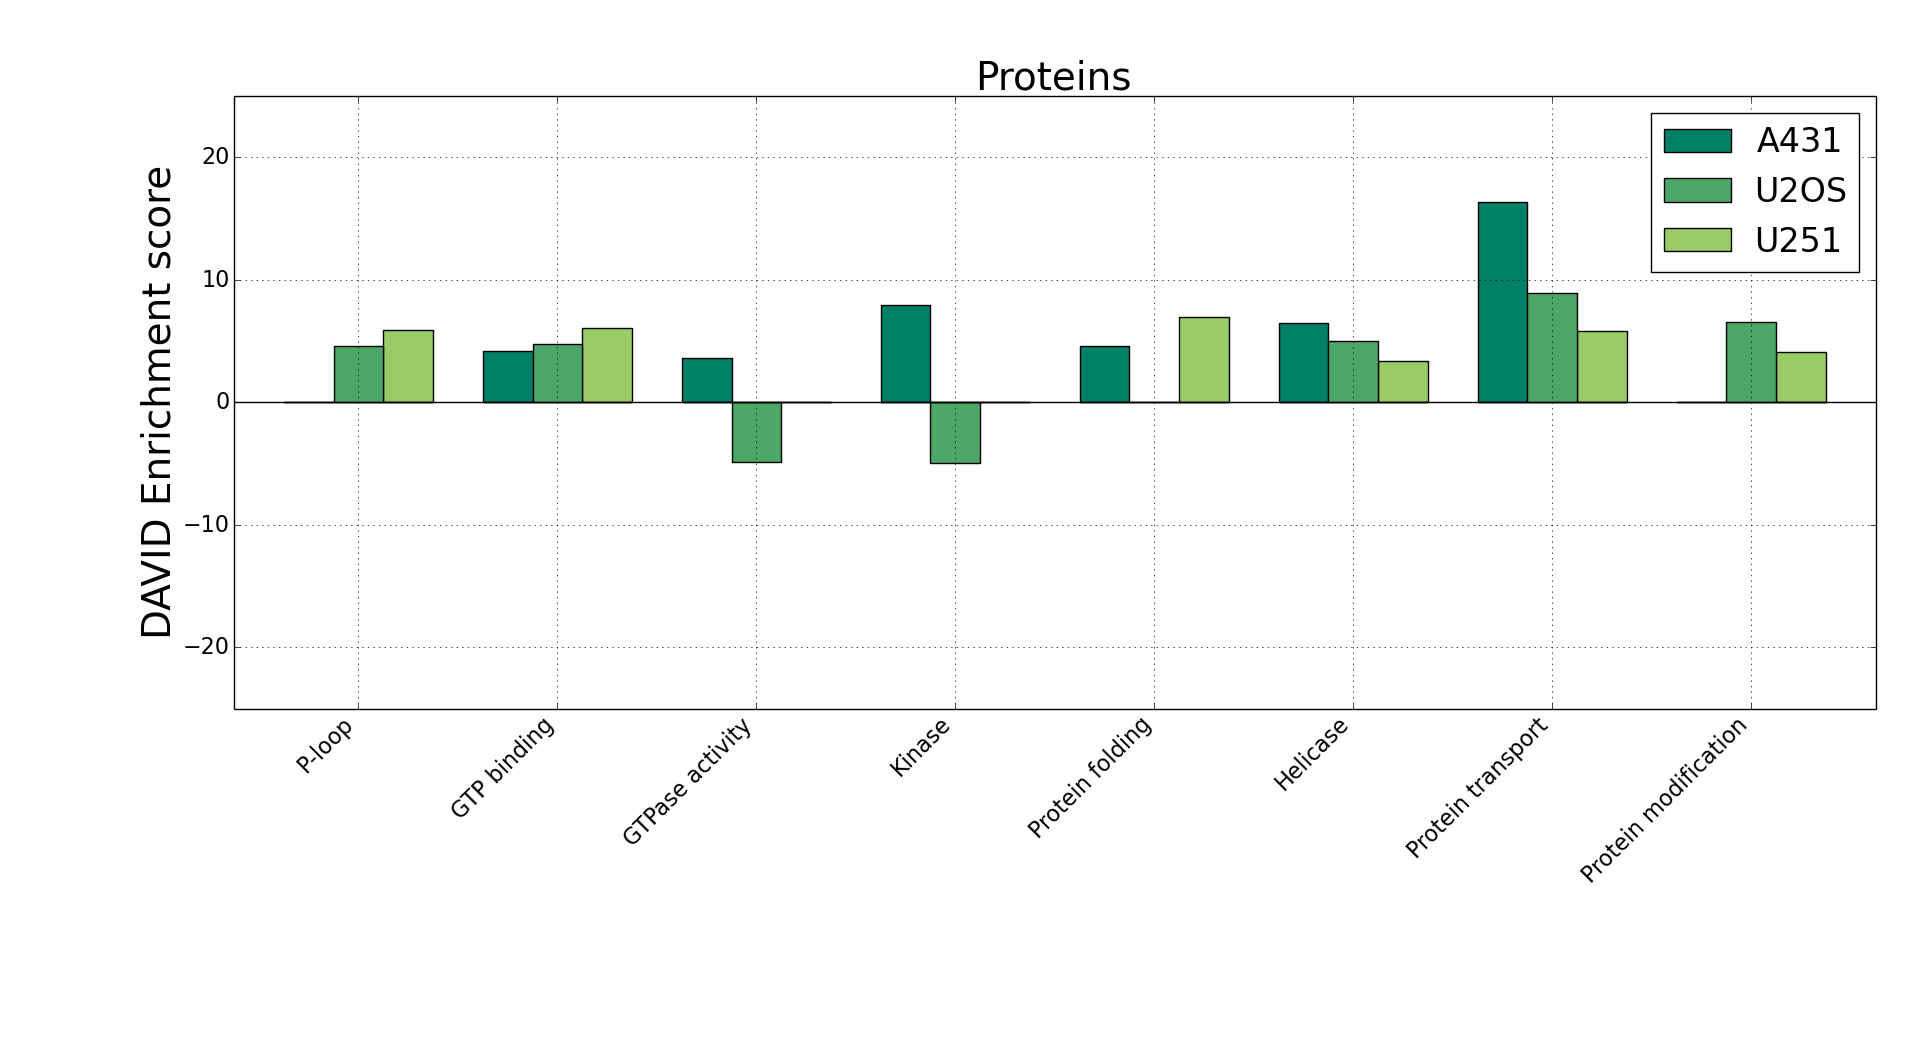 Proteins
DAVID Enrichment score
20
10
0
−10
−20
A431
U2OS
U251
P-loop
GTP binding
GTPase activity
Kinase
Protein folding
Helicase
Protein transport
Protein modification